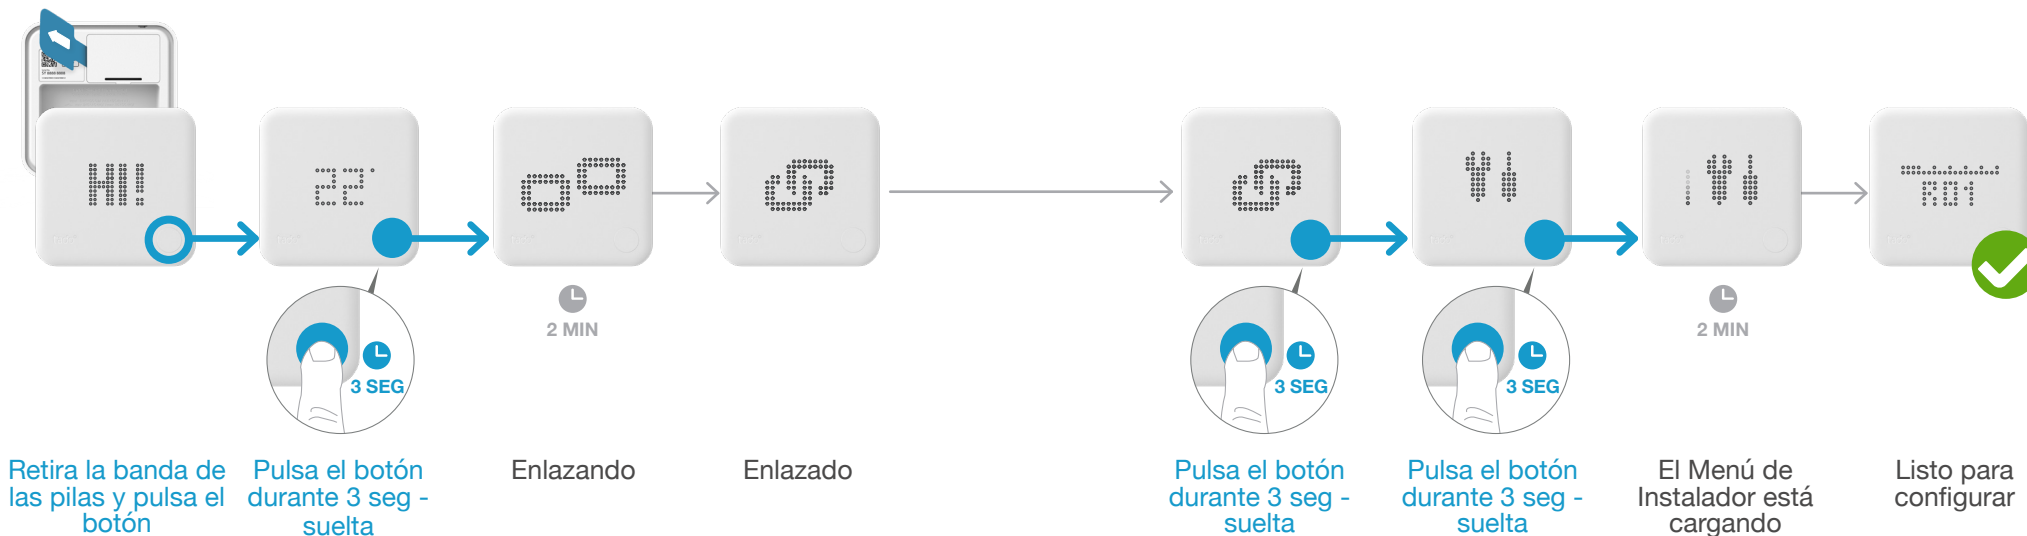 HI!
22°
R01
2 MIN
2 MIN
3 SEG
3 SEG
3 SEG
Retira la banda de
las pilas y pulsa el
botón
Pulsa el botón
durante 3 seg -
suelta
Enlazando
Enlazado
Pulsa el botón
durante 3 seg -
suelta
Pulsa el botón
durante 3 seg -
suelta
El Menú de
Instalador está
cargando
Listo para
configurar